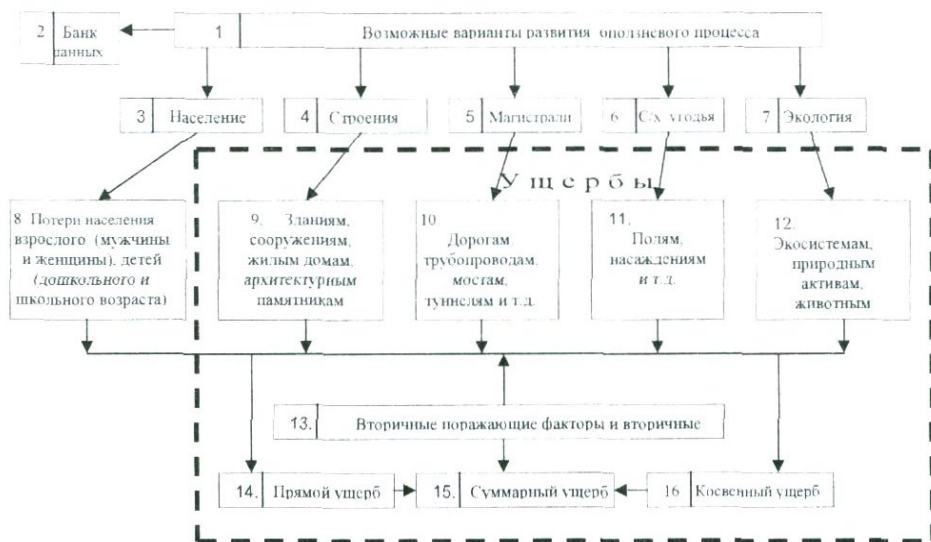 2 Банк
данных
1 Возможные варианты развития оползневого процесса
3 Население
4 Строения
5 Магистрали
6 С/х угодья
7 Экология
Ущербы
8 Потери населения
взрослого (мужчины
и женщины), детей
(дошкольного и
школьного возраста)
9. Зданиям,
сооружениям,
жилым домам,
архитектурным
памятникам
10
Дорогам,
трубопроводам,
мостам,
туннелям и т.д.
11.
Полям,
насаждениям
и т.д.
12.
Экосистемам,
природным
активам,
животным
13. Вторичные поражающие факторы и вторичные
14. Прямой ущерб
15. Суммарный ущерб
16 Косвенный ущерб